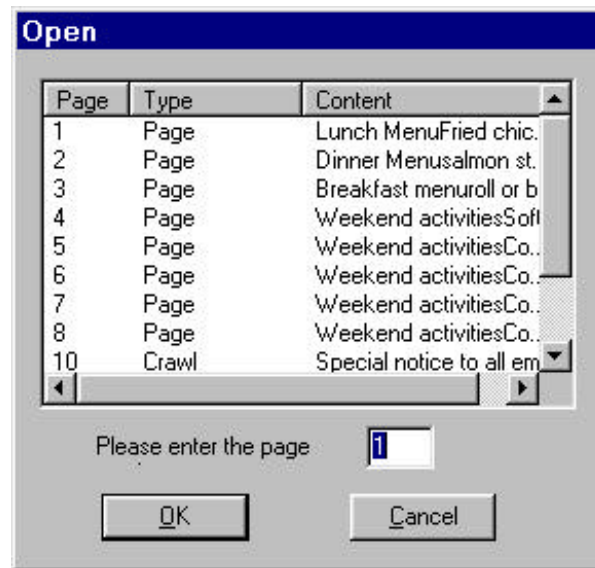 Open
Page Type Content
1 Page Lunch MenuFried chic.
2 Page Dinner Menusalmon st.
3 Page Breakfast menuroll or b
4 Page Weekend activitiesSoft
5 Page Weekend activitiesCo..
6 Page Weekend activitiesCo..
7 Page Weekend activitiesCo..
8 Page Weekend activitiesCo..
10 Crawl Special notice to all em
Please enter the page 1
OK Cancel